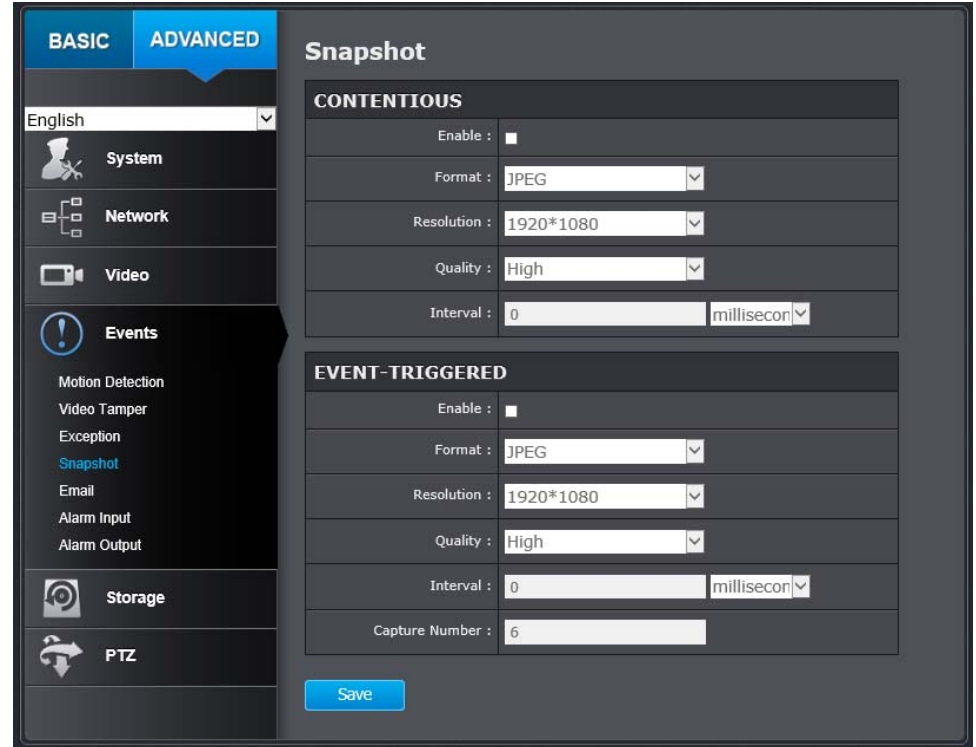 BASIC ADVANCED
English
System
Network
Video
Events
Motion Detection
Video Tamper
Exception
Snapshot
Email
Alarm Input
Alarm Output
Storage
PTZ
Snapshot
CONTENTIOUS
Enable :
Format : JPEG
Resolution : 1920*1080
Quality : High
Interval : 0 millisecon
EVENT-TRIGGERED
Enable :
Format : JPEG
Resolution : 1920*1080
Quality : High
Interval : 0 millisecon
Capture Number : 6
Save